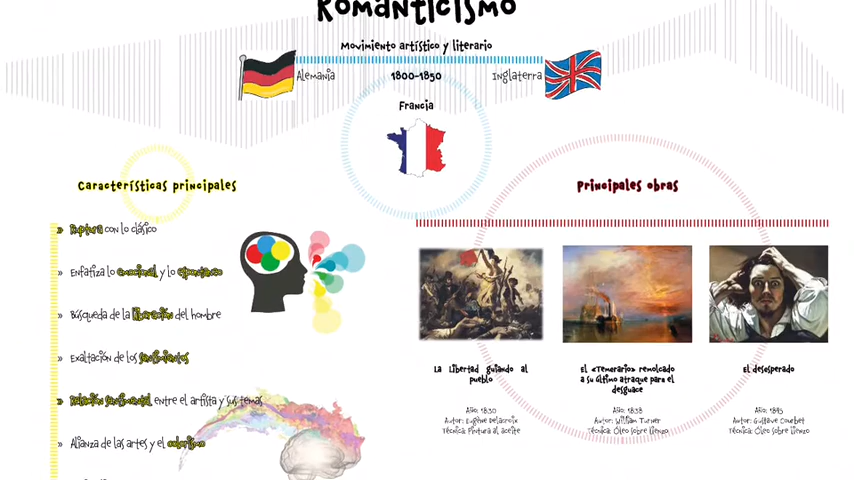 Romanticismo
Movimiento artístico y literario
Alemania
1800-1850
Inglaterra
Francia
Características principales
» Ruptura con lo clásico
» Enfatiza lo emocional y lo espontáneo
» Búsqueda de la liberación del hombre
» Exaltación de los sentimientos
» Relación sentimental entre el artista y sus temas
» Alianza de las artes y el colorismo
Principales obras
La Libertad guiando al
pueblo
Año: 1830
Autor: Eugène Delacroix
Técnica: Pintura al aceite
El «Temerario» remolcado
a su último atraque para el
desguace
Año: 1838
Autor: William Turner
Técnica: Óleo sobre lienzo
El desesperado
Año: 1845
Autor: Gustave Courbet
Técnica: Óleo sobre lienzo